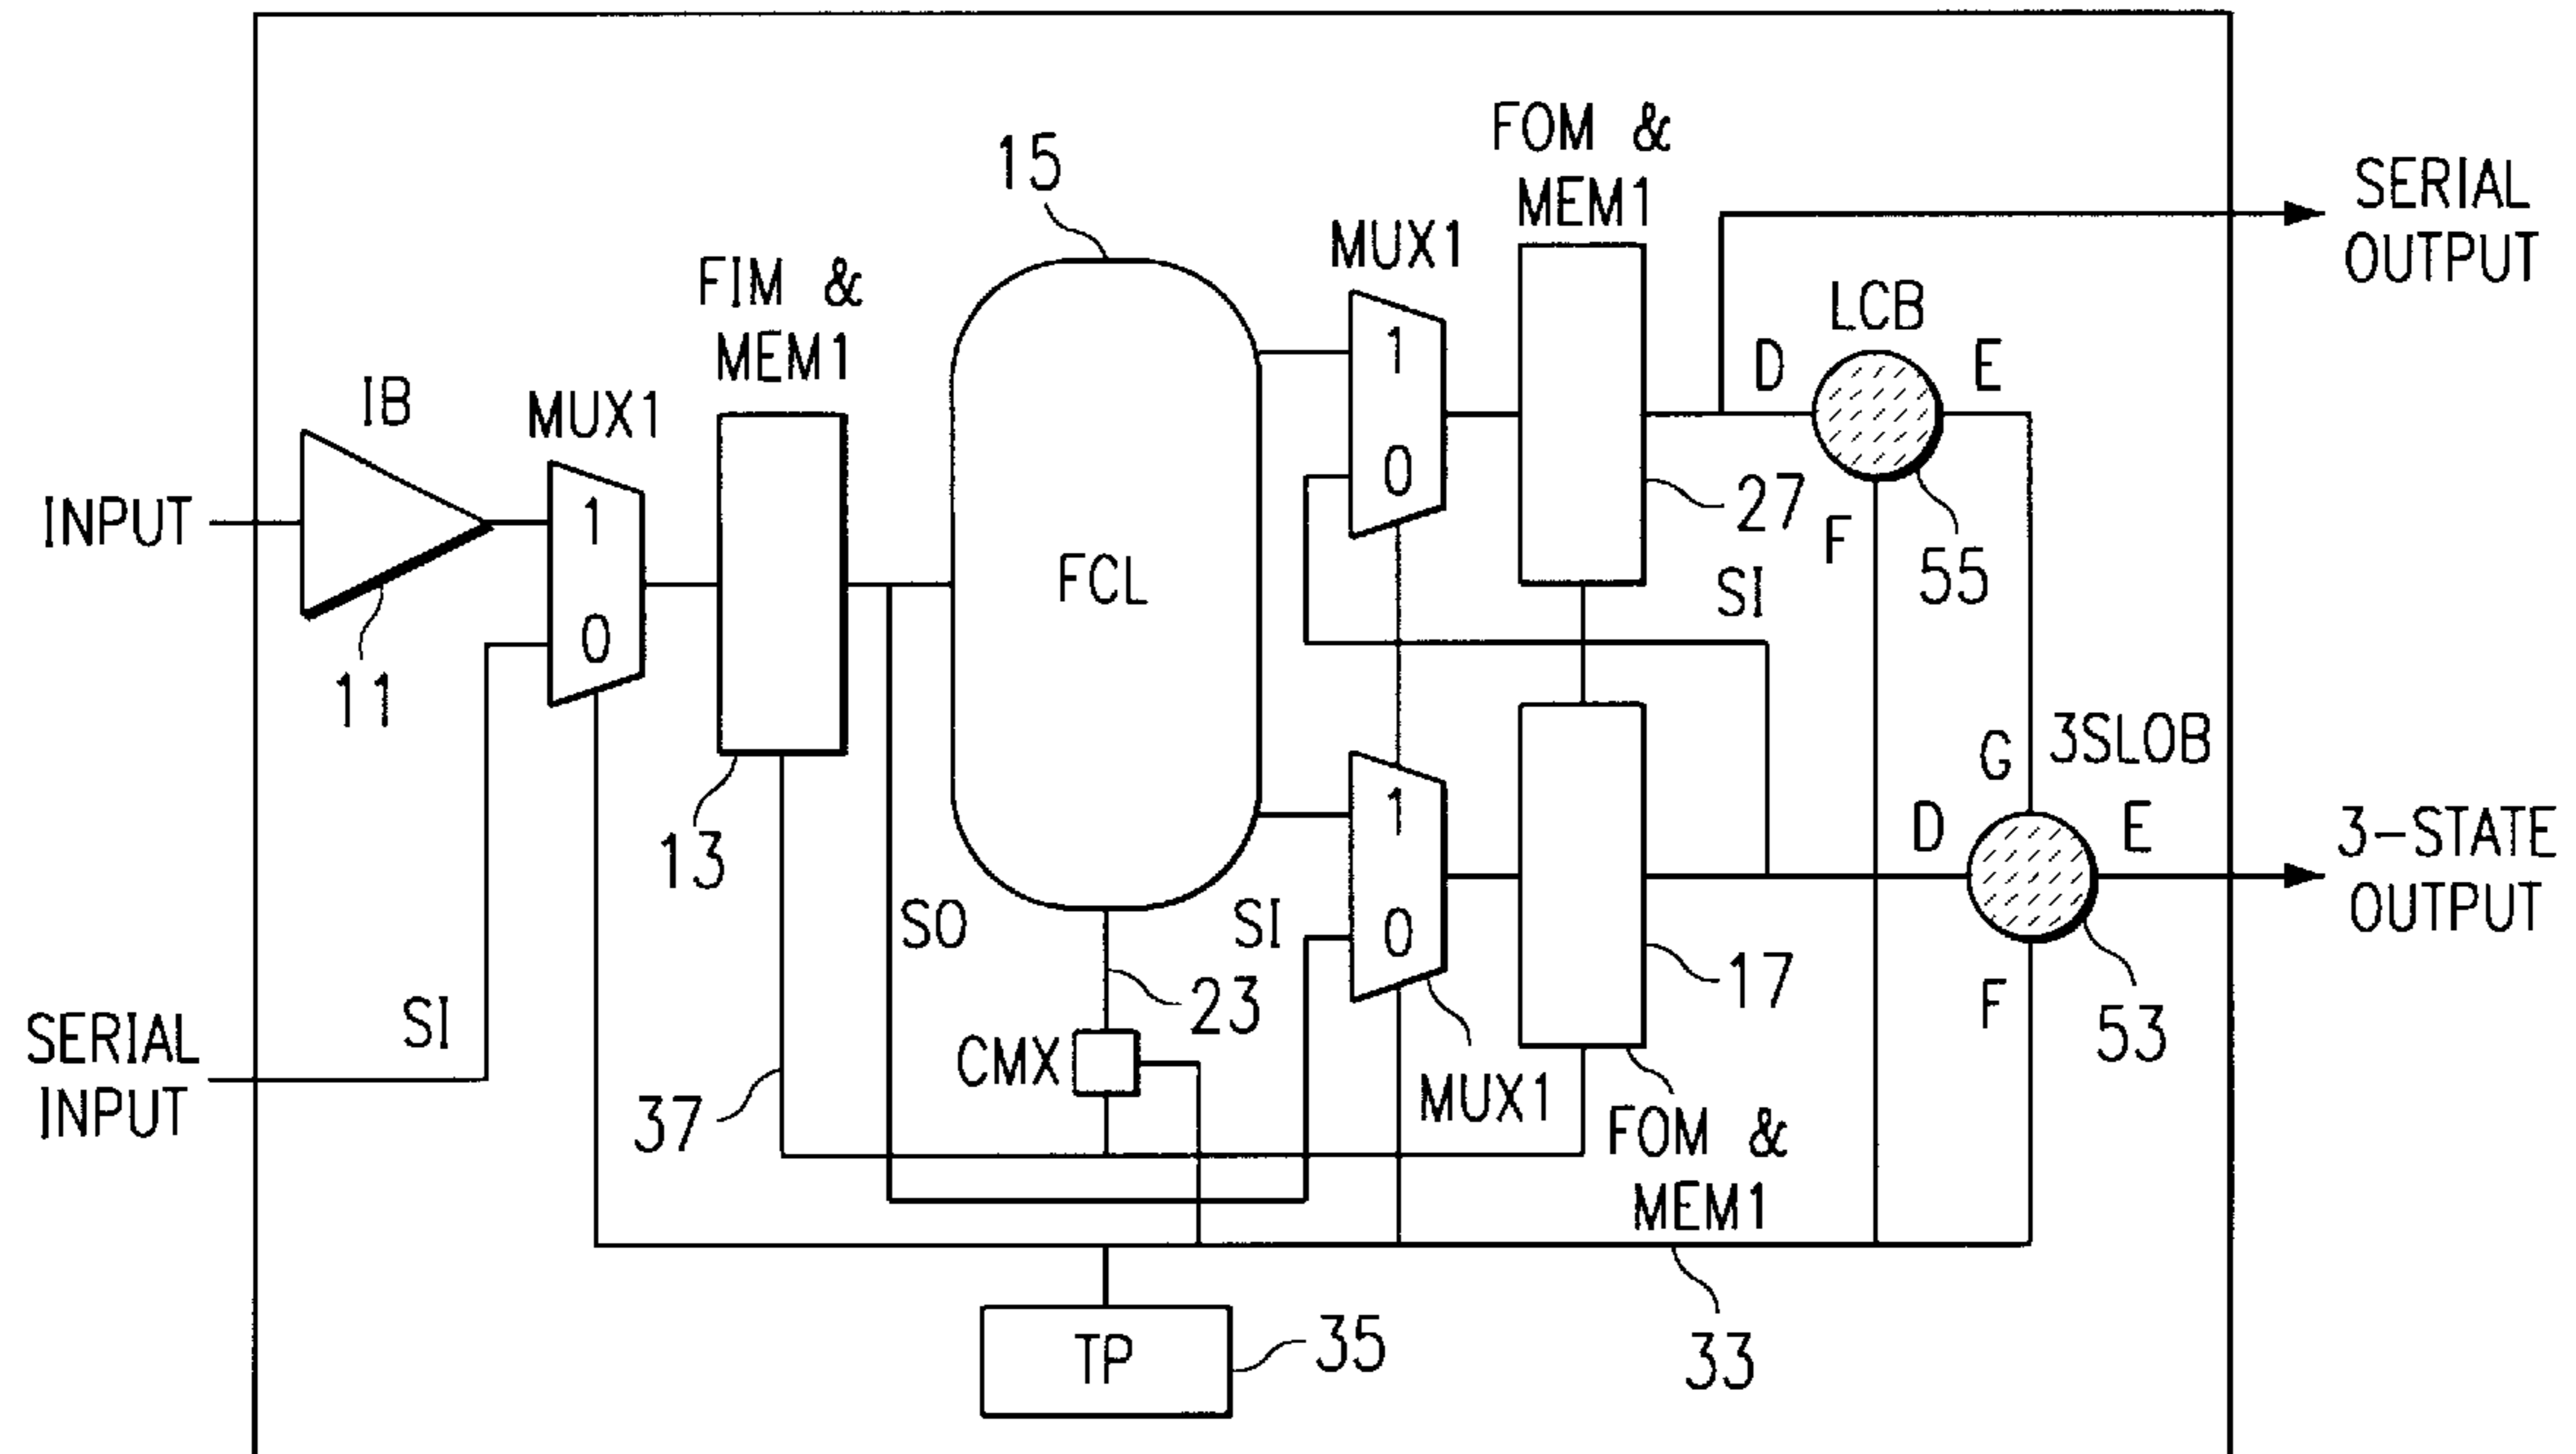 FOM &
MEM1
15
SERIAL
OUTPUT
MUX1
FIM &
MEM1
LCB
D
E
1
IB
MUX1
0
27
F
55
INPUT
1
FCL
SI
0
11
3SLOB
G
1
D
E
3-STATE
OUTPUT
13
SO
SI
0
17
F
23
53
SERIAL
INPUT
SI
CMX
MUX1
37
FOM &
MEM1
TP
35
33